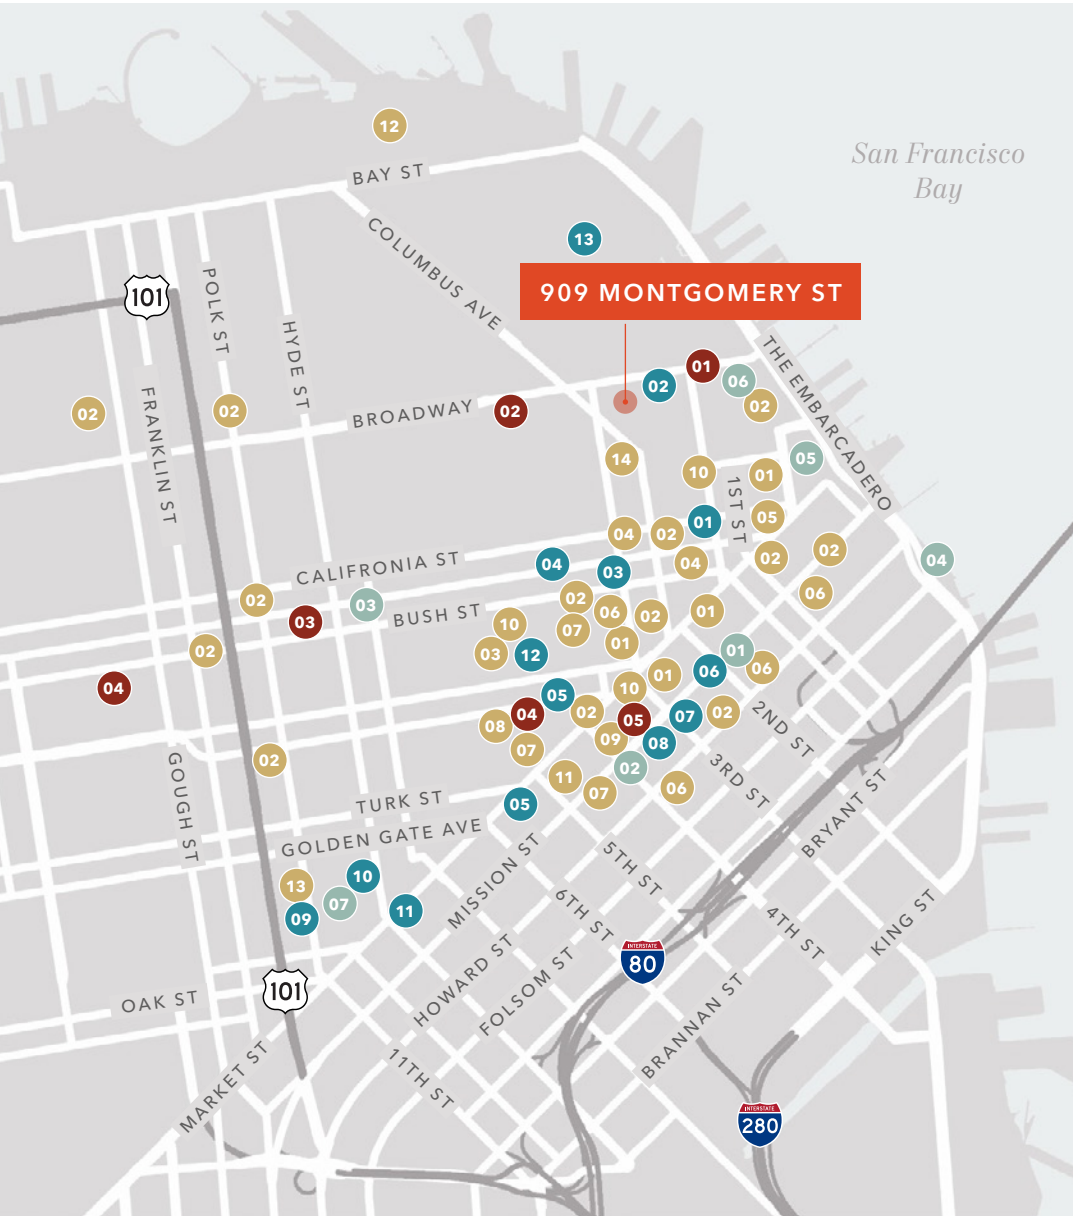 12
BAY ST
San Francisco
Bay
COLUMBUS AVE
13
909 MONTGOMERY ST
101
POLK ST
HYDE ST
THE EMBARCADERO
01
02
06
02
02
FRANKLIN ST
02
BROADWAY
02
14
10
01
05
1ST ST
04
02
01
05
CALIFRONIA ST
04
03
04
02
02
04
02
03
03
BUSH ST
02
06
02
01
06
10
07
01
02
03
12
01
06
04
05
10
01
06
08
04
02
05
07
02
2ND ST
07
09
08
02
GOUGH ST
11
02
07
06
3RD ST
TURK ST
05
BRYANT ST
GOLDEN GATE AVE
MISSION ST
5TH ST
13
10
07
09
11
6TH ST
4TH ST
KING ST
HOWARD ST
FOLSOM ST
INTERSTATE
80
OAK ST
101
BRANNAN ST
MARKET ST
11TH ST
INTERSTATE
280